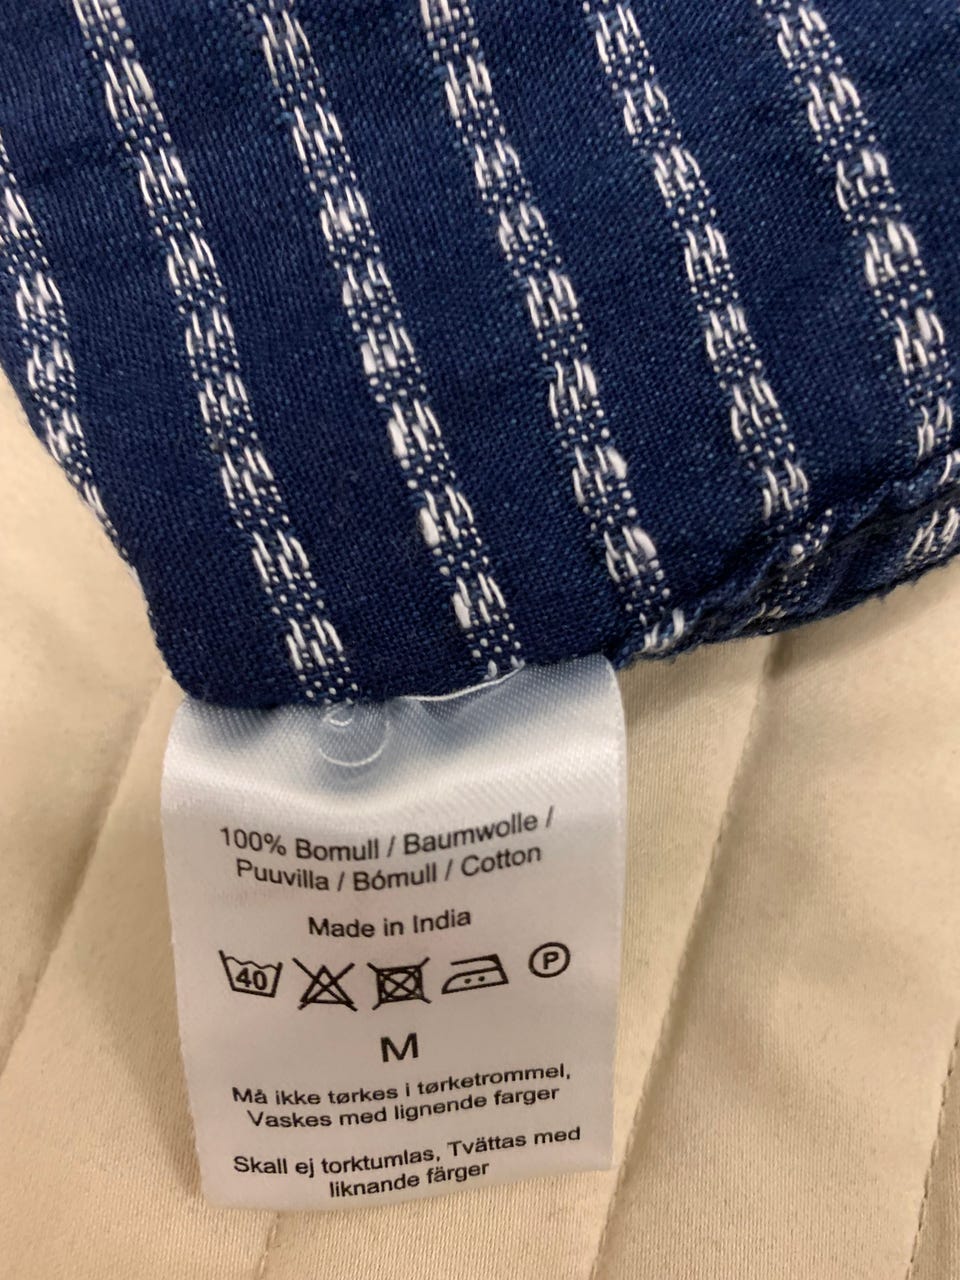 100% Bomull / Baumwolle /
Puuvilla / Bómull / Cotton
Made in India
40 P
M
Må ikke tørkes i tørketrommel,
Vaskes med lignende farger
Skall ej torktumlas, Tvättas med
liknande färger